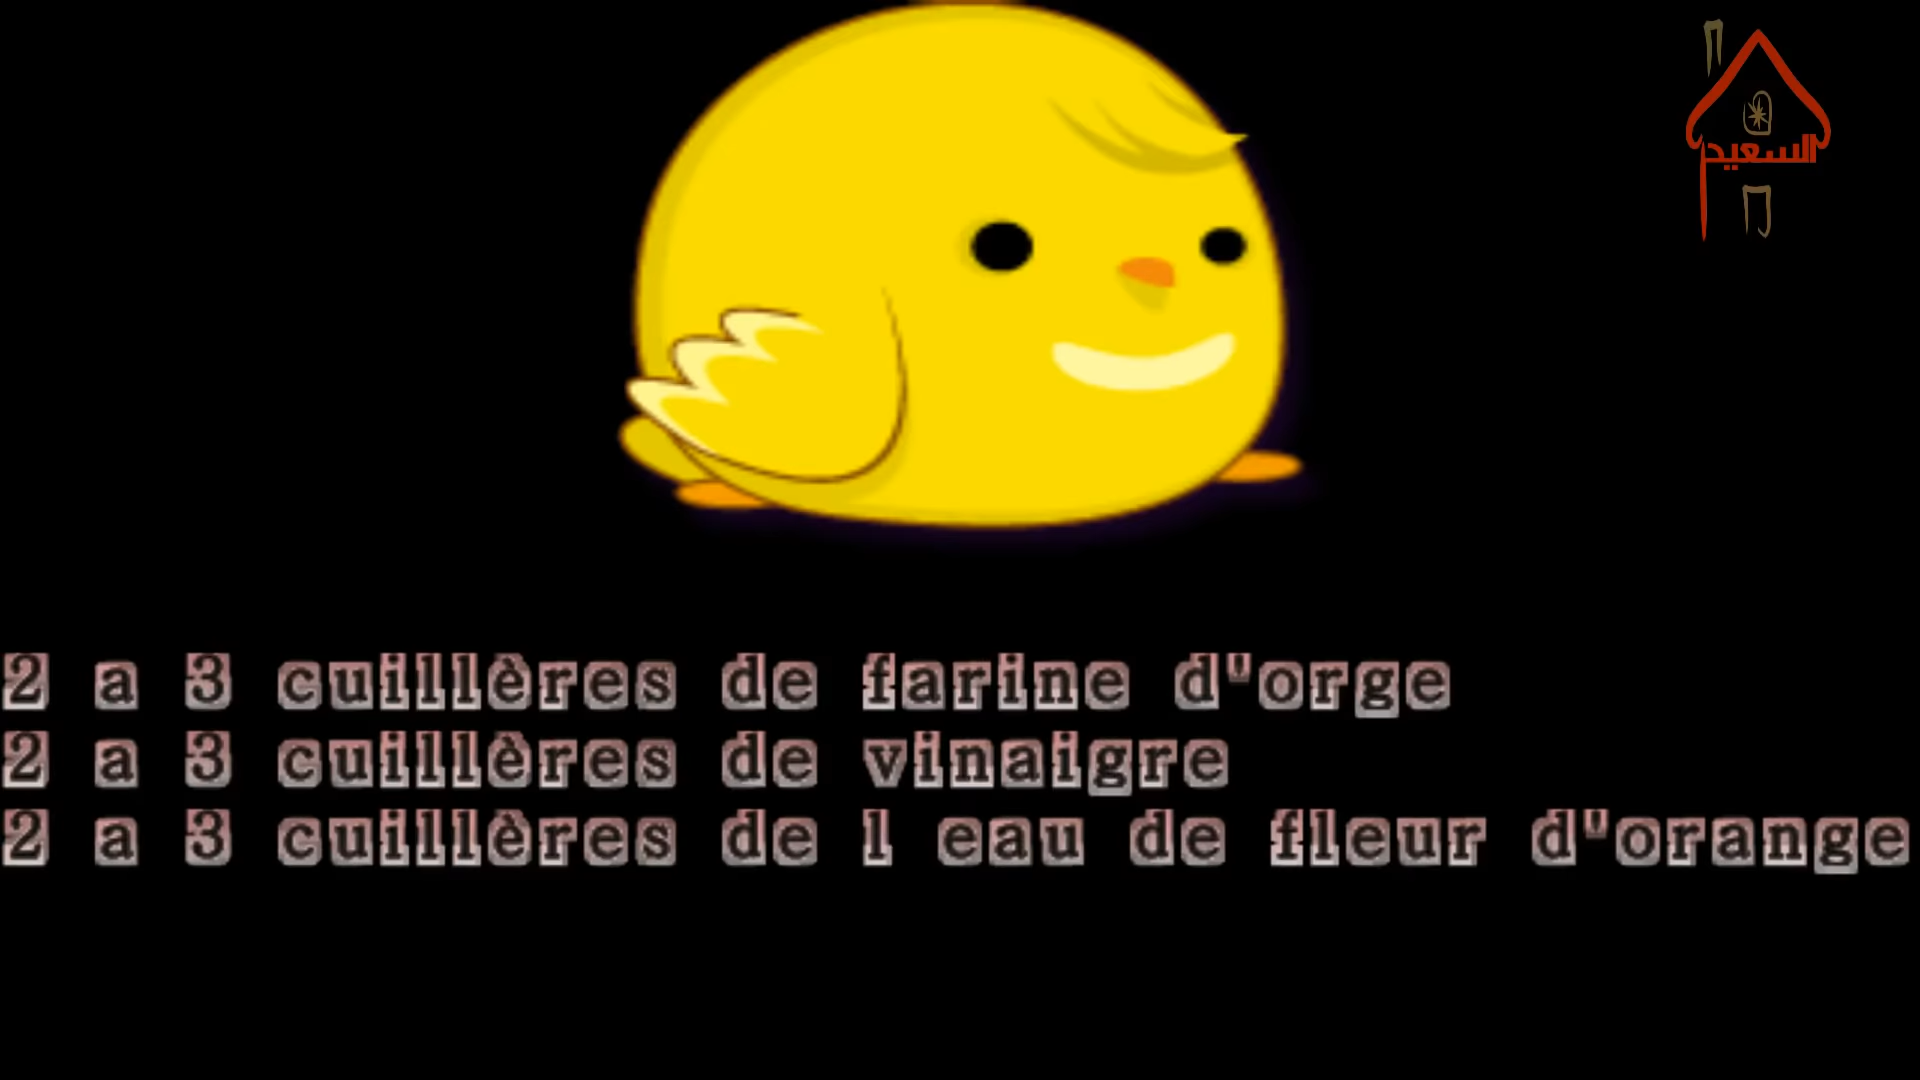 السعيد
2 a 3 cuillères de farine d'orge
2 a 3 cuillères de vinaigre
2 a 3 cuillères de l eau de fleur d'orange